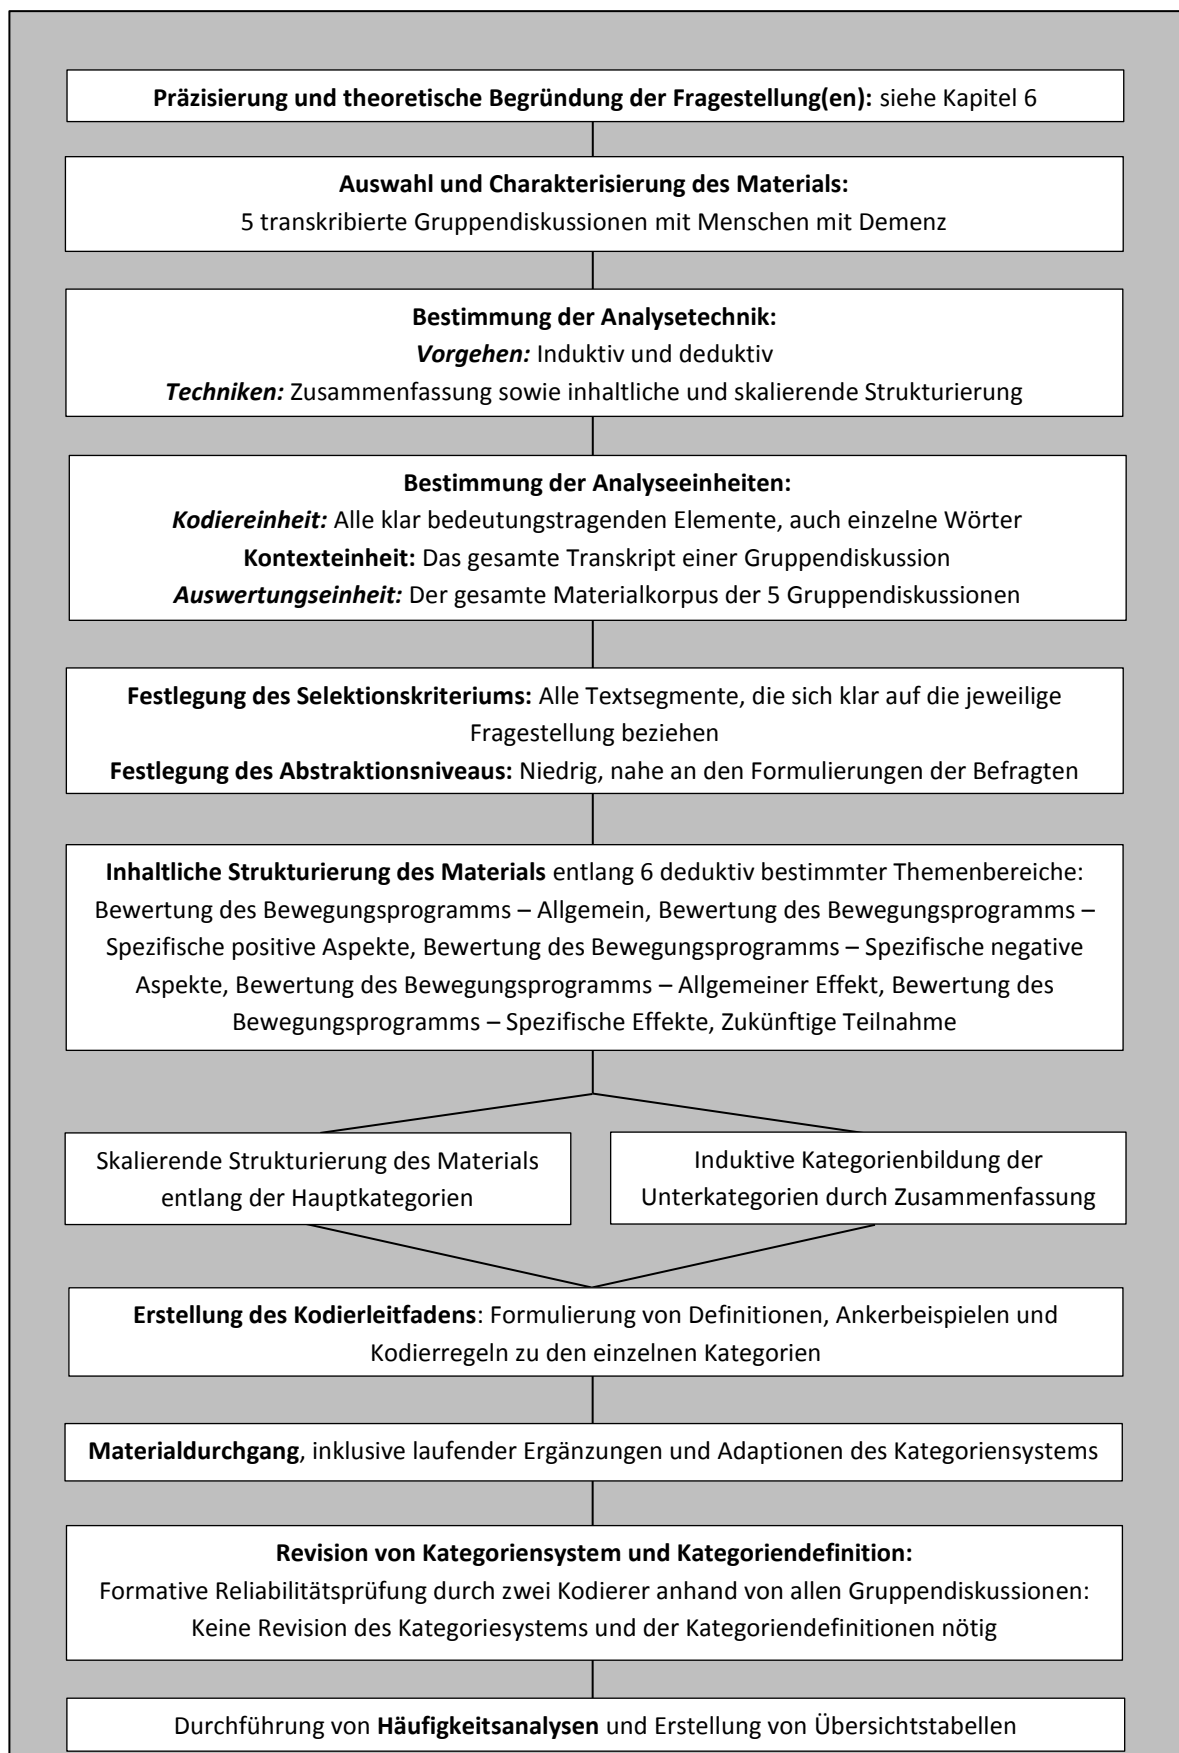 Präzisierung und theoretische Begründung der Fragestellung(en): siehe Kapitel 6
Auswahl und Charakterisierung des Materials:
5 transkribierte Gruppendiskussionen mit Menschen mit Demenz
Bestimmung der Analysetechnik:
Vorgehen: Induktiv und deduktiv
Techniken: Zusammenfassung sowie inhaltliche und skalierende Strukturierung
Bestimmung der Analyseeinheiten:
Kodiereinheit: Alle klar bedeutungstragenden Elemente, auch einzelne Wörter
Kontexteinheit: Das gesamte Transkript einer Gruppendiskussion
Auswertungseinheit: Der gesamte Materialkorpus der 5 Gruppendiskussionen
Festlegung des Selektionskriteriums: Alle Textsegmente, die sich klar auf die jeweilige
Fragestellung beziehen
Festlegung des Abstraktionsniveaus: Niedrig, nahe an den Formulierungen der Befragten
Inhaltliche Strukturierung des Materials entlang 6 deduktiv bestimmter Themenbereiche:
Bewertung des Bewegungsprogramms – Allgemein, Bewertung des Bewegungsprogramms –
Spezifische positive Aspekte, Bewertung des Bewegungsprogramms – Spezifische negative
Aspekte, Bewertung des Bewegungsprogramms – Allgemeiner Effekt, Bewertung des
Bewegungsprogramms – Spezifische Effekte, Zukünftige Teilnahme
Skalierende Strukturierung des Materials
entlang der Hauptkategorien
Induktive Kategorienbildung der
Unterkategorien durch Zusammenfassung
Erstellung des Kodierleitfadens: Formulierung von Definitionen, Ankerbeispielen und
Kodierregeln zu den einzelnen Kategorien
Materialdurchgang, inklusive laufender Ergänzungen und Adaptionen des Kategoriensystems
Revision von Kategoriensystem und Kategoriendefinition:
Formative Reliabilitätsprüfung durch zwei Kodierer anhand von allen Gruppendiskussionen:
Keine Revision des Kategoriesystems und der Kategoriendefinitionen nötig
Durchführung von Häufigkeitsanalysen und Erstellung von Übersichtstabellen